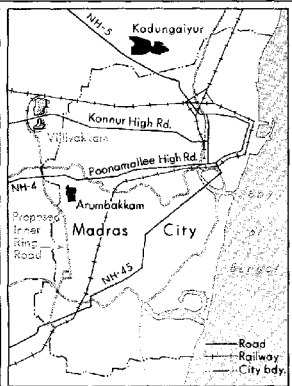 Kodungaiyur
NH-5
Konnur High Rd.
Villivakkam
Poonamallee High Rd.
NH-4
Arumbakkam
Proposed
Inner
Ring
Road
Madras City
Bay
of
Bengal
NH-45
Road
Railway
City bdy.